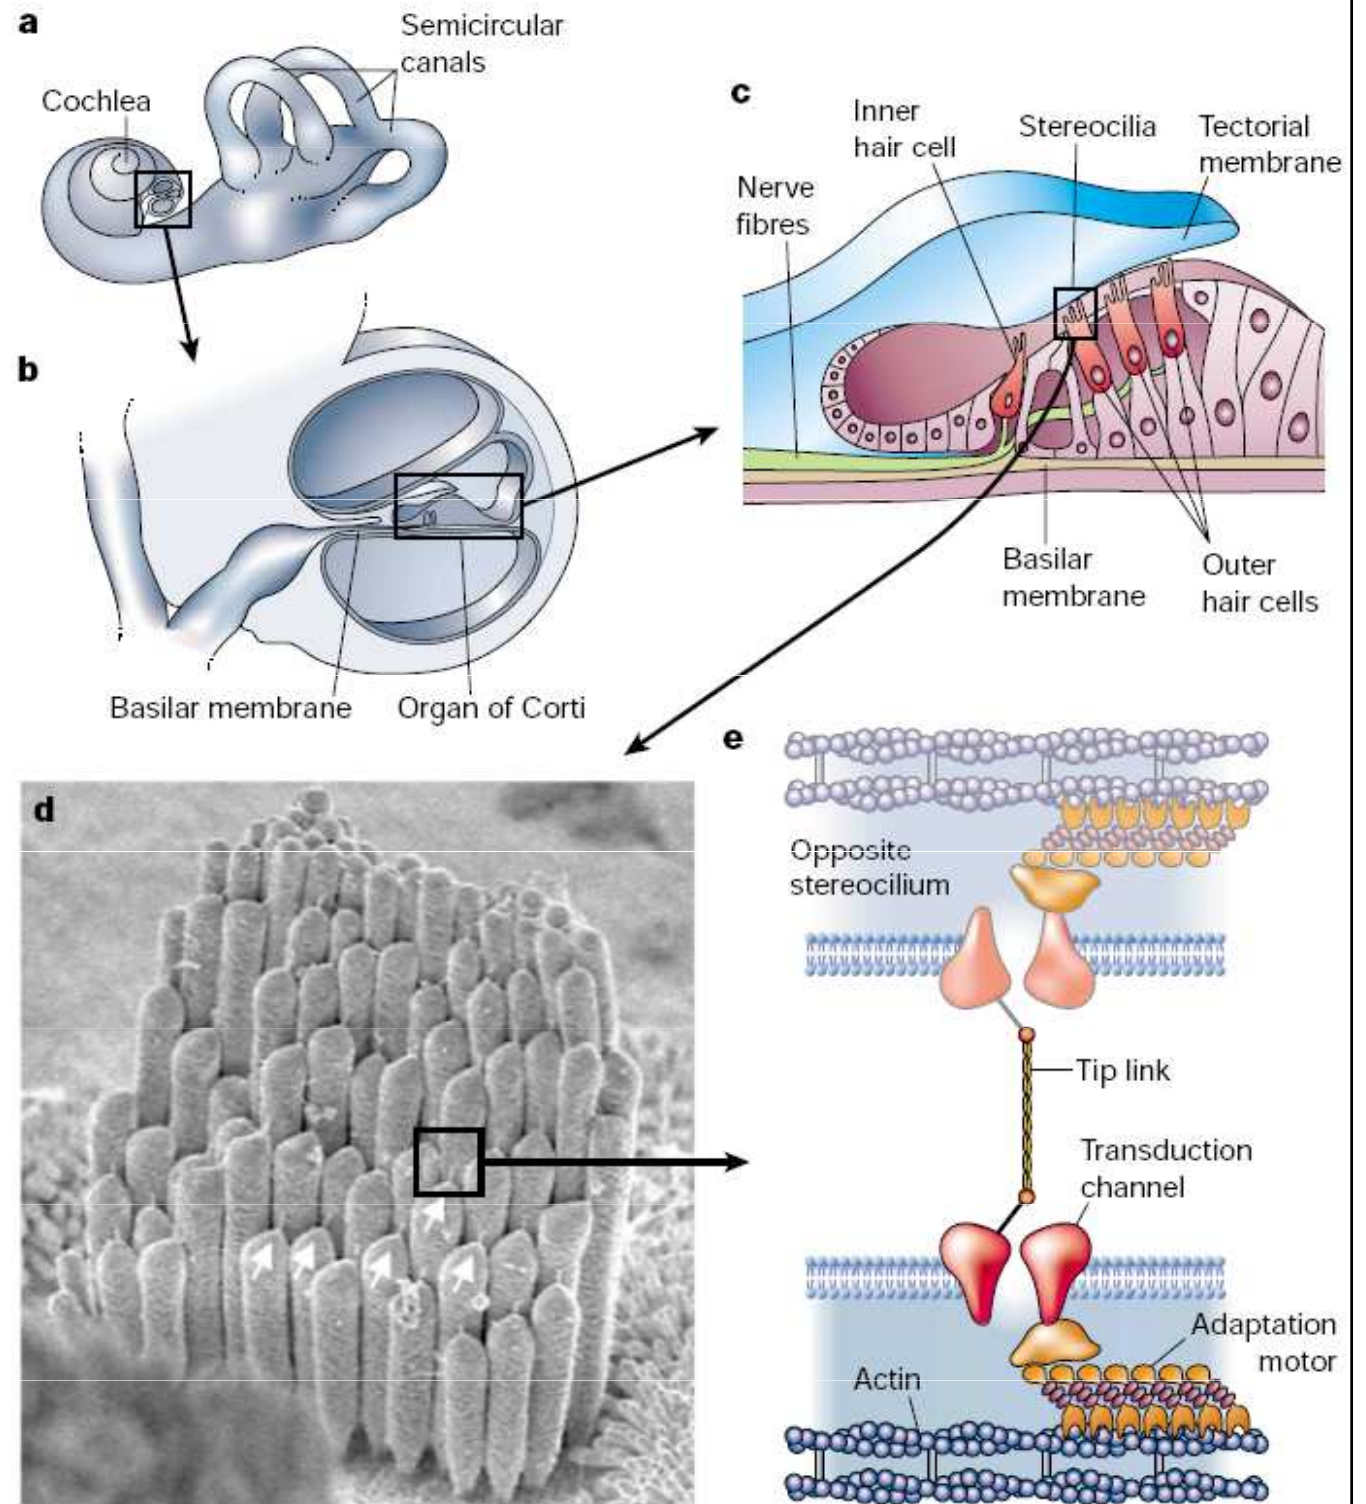 a
Semicircular
canals
Cochlea
b
Basilar membrane
Organ of Corti
c
Inner
hair cell
Stereocilia
Tectorial
membrane
Nerve
fibres
Basilar
membrane
Outer
hair cells
d
e
Opposite
stereocilium
Tip link
Transduction
channel
Adaptation
motor
Actin